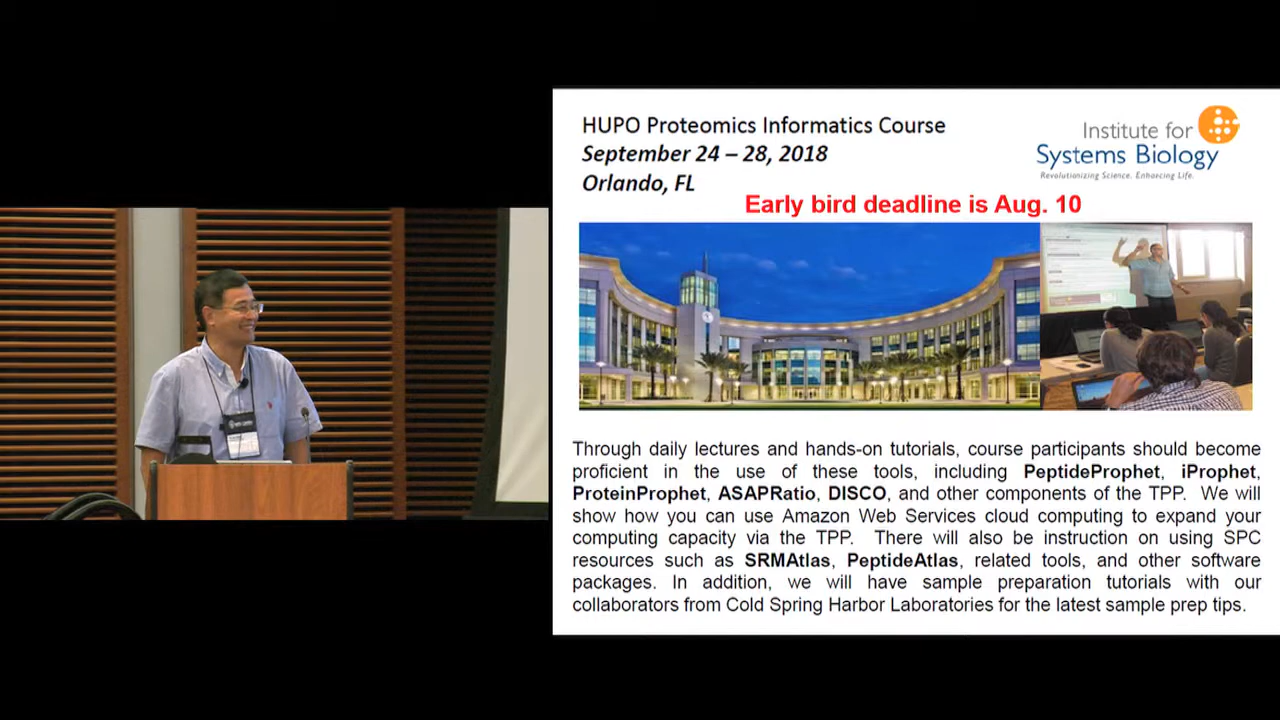 HUPO Proteomics Informatics Course
September 24 – 28, 2018
Orlando, FL
Institute for
Systems Biology
Revolutionizing Science. Enhancing Life.
Early bird deadline is Aug. 10
Through daily lectures and hands-on tutorials, course participants should become
proficient in the use of these tools, including PeptideProphet, iProphet,
ProteinProphet, ASAPRatio, DISCO, and other components of the TPP. We will
show how you can use Amazon Web Services cloud computing to expand your
computing capacity via the TPP. There will also be instruction on using SPC
resources such as SRMAtlas, PeptideAtlas, related tools, and other software
packages. In addition, we will have sample preparation tutorials with our
collaborators from Cold Spring Harbor Laboratories for the latest sample prep tips.